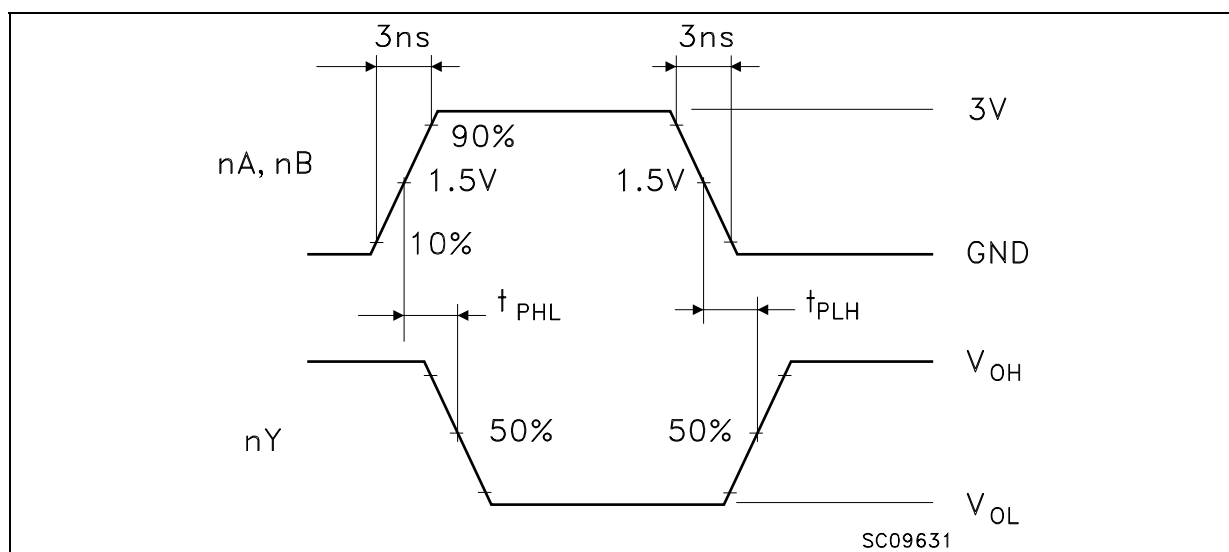 3ns 3ns
3V
90%
nA, nB 1.5V 1.5V
10% GND
t PHL tPLH
VOH
50% 50%
nY
VOL
SC09631